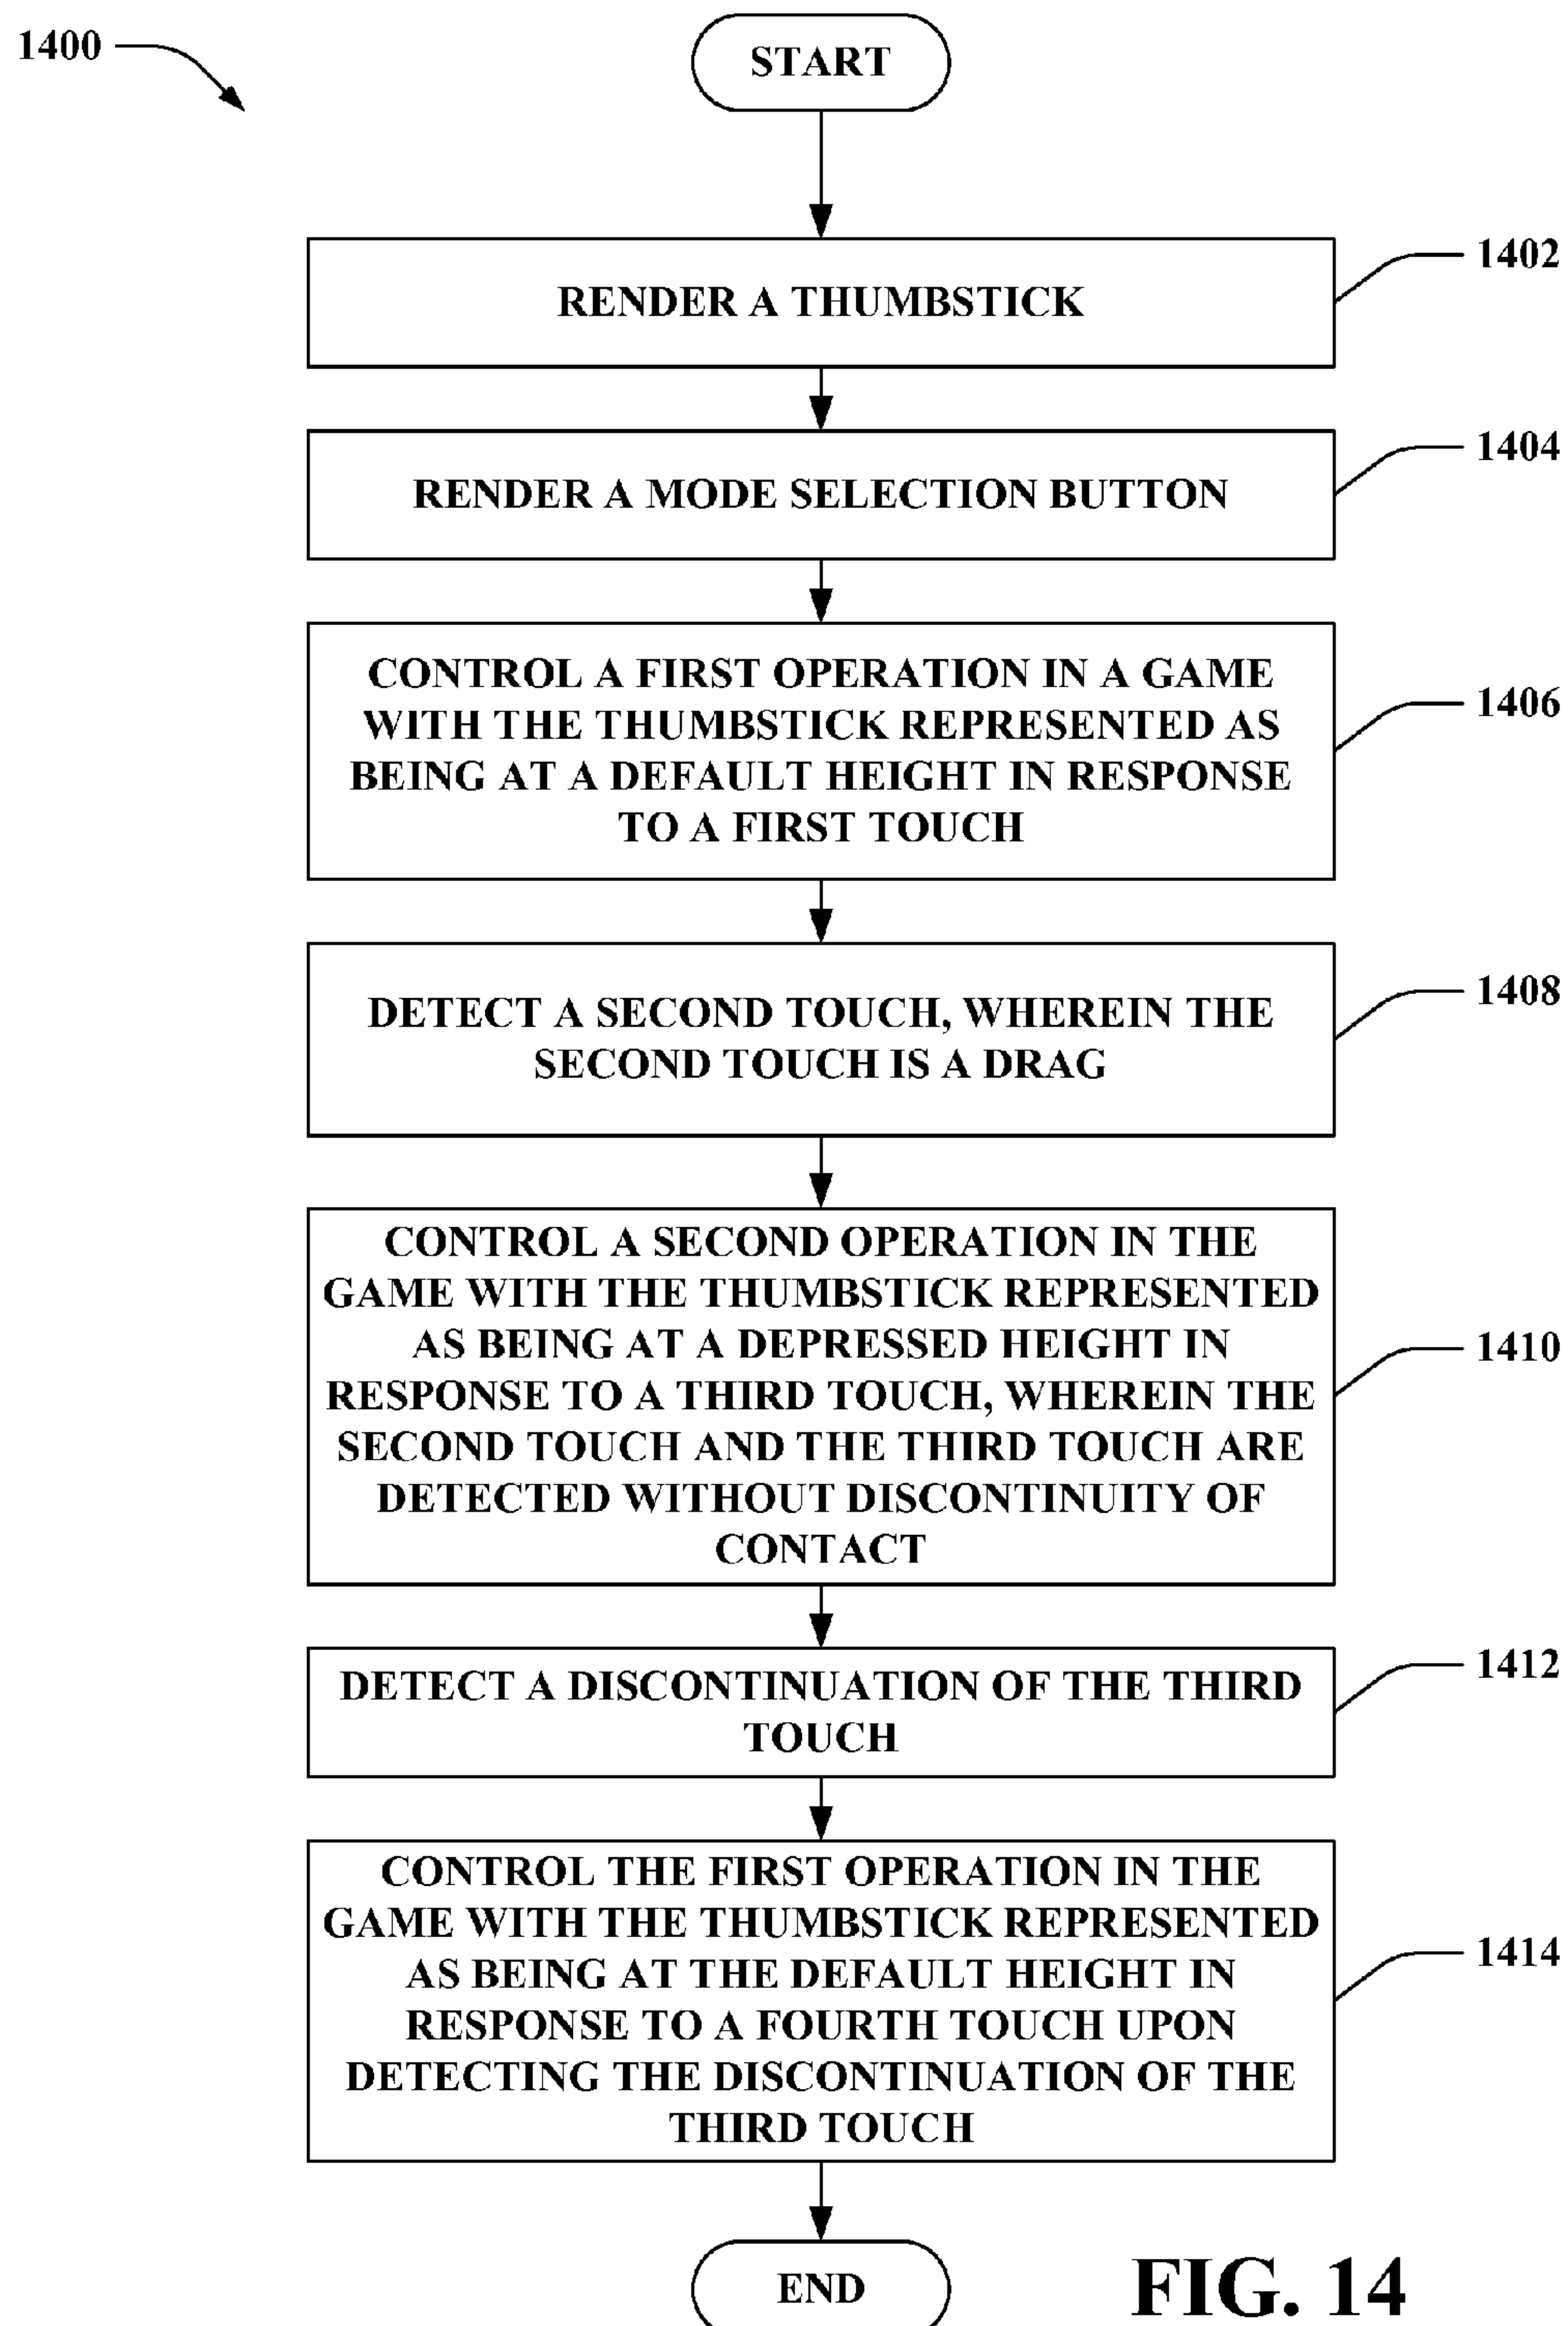 1400
START
RENDER A THUMBSTICK
1402
RENDER A MODE SELECTION BUTTON
1404
CONTROL A FIRST OPERATION IN A GAME
WITH THE THUMBSTICK REPRESENTED AS
BEING AT A DEFAULT HEIGHT IN RESPONSE
TO A FIRST TOUCH
1406
DETECT A SECOND TOUCH, WHEREIN THE
SECOND TOUCH IS A DRAG
1408
CONTROL A SECOND OPERATION IN THE
GAME WITH THE THUMBSTICK REPRESENTED
AS BEING AT A DEPRESSED HEIGHT IN
RESPONSE TO A THIRD TOUCH, WHEREIN THE
SECOND TOUCH AND THE THIRD TOUCH ARE
DETECTED WITHOUT DISCONTINUITY OF
CONTACT
1410
DETECT A DISCONTINUATION OF THE THIRD
TOUCH
1412
CONTROL THE FIRST OPERATION IN THE
GAME WITH THE THUMBSTICK REPRESENTED
AS BEING AT THE DEFAULT HEIGHT IN
RESPONSE TO A FOURTH TOUCH UPON
DETECTING THE DISCONTINUATION OF THE
THIRD TOUCH
1414
END
FIG. 14